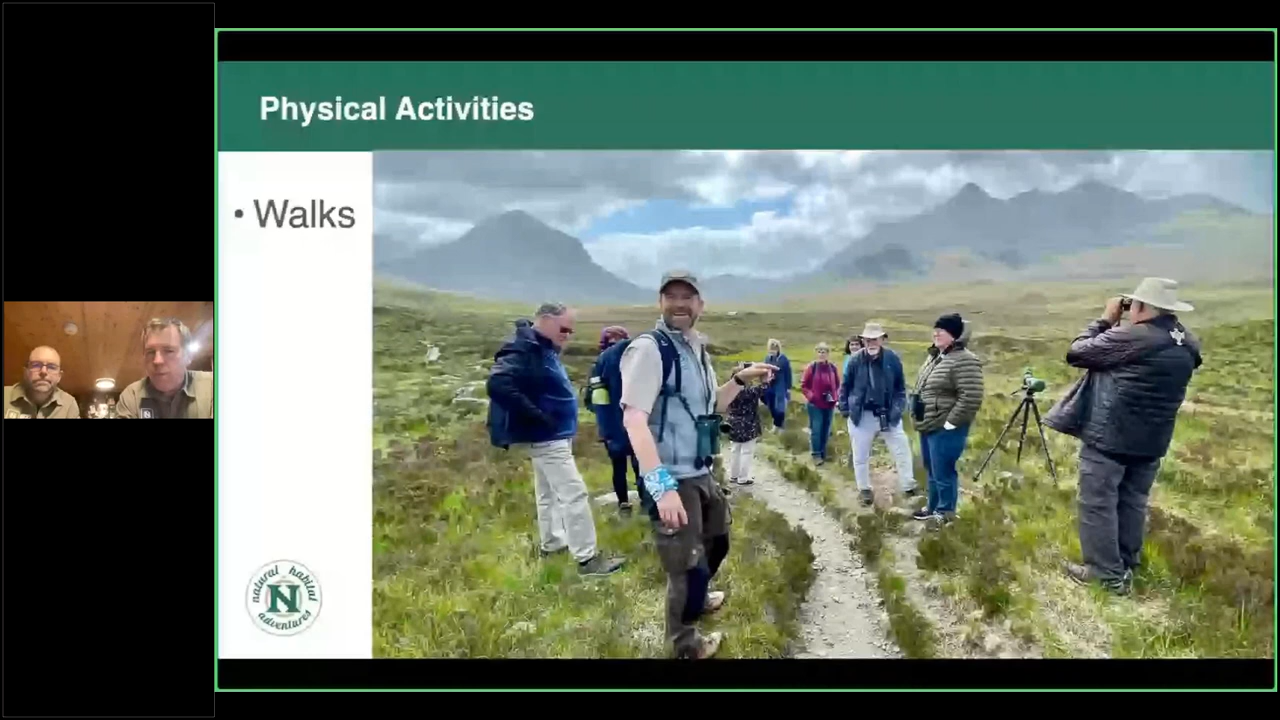 Physical Activities
• Walks
natural habitat
N
adventures